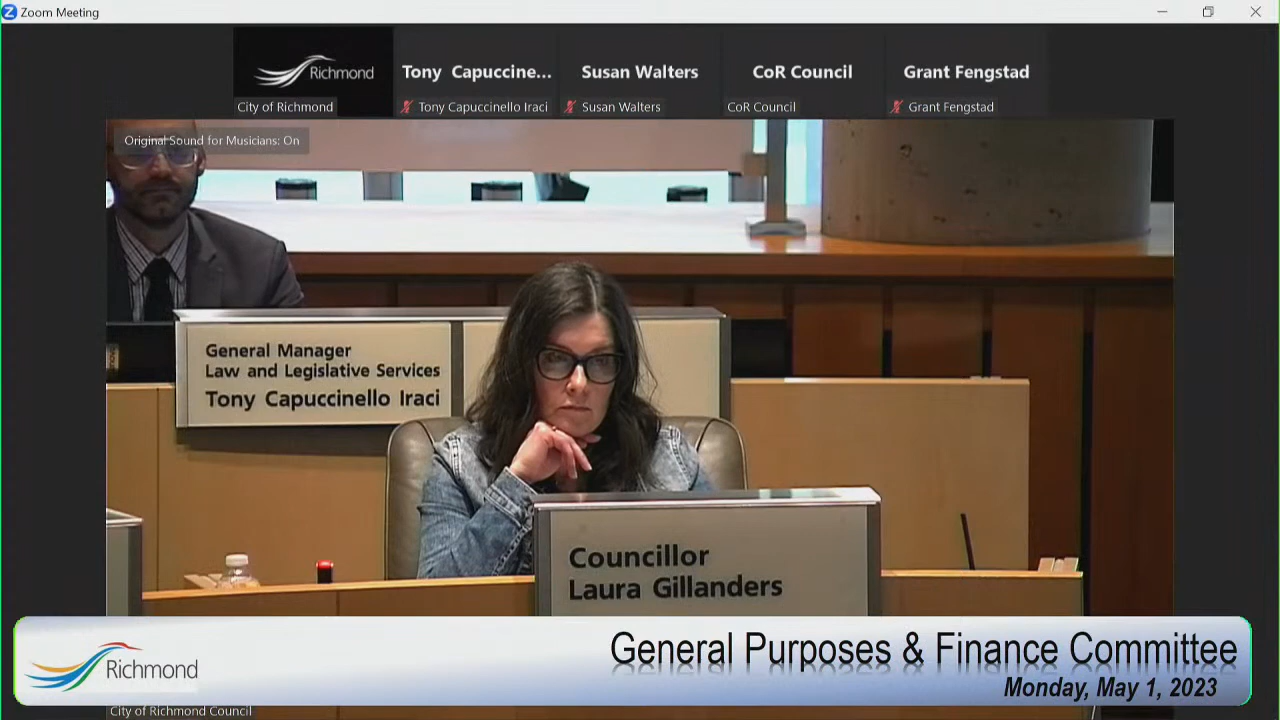 Zoom Meeting
Richmond
Tony Capuccine...
Susan Walters
CoR Council
Grant Fengstad
City of Richmond
Tony Capuccinello Iraci
Susan Walters
CoR Council
Grant Fengstad
Original Sound for Musicians: On
General Manager
Law and Legislative Services
Tony Capuccinello Iraci
Councillor
Laura Gillanders
General Purposes & Finance Committee
Richmond
Monday, May 1, 2023
City of Richmond Council